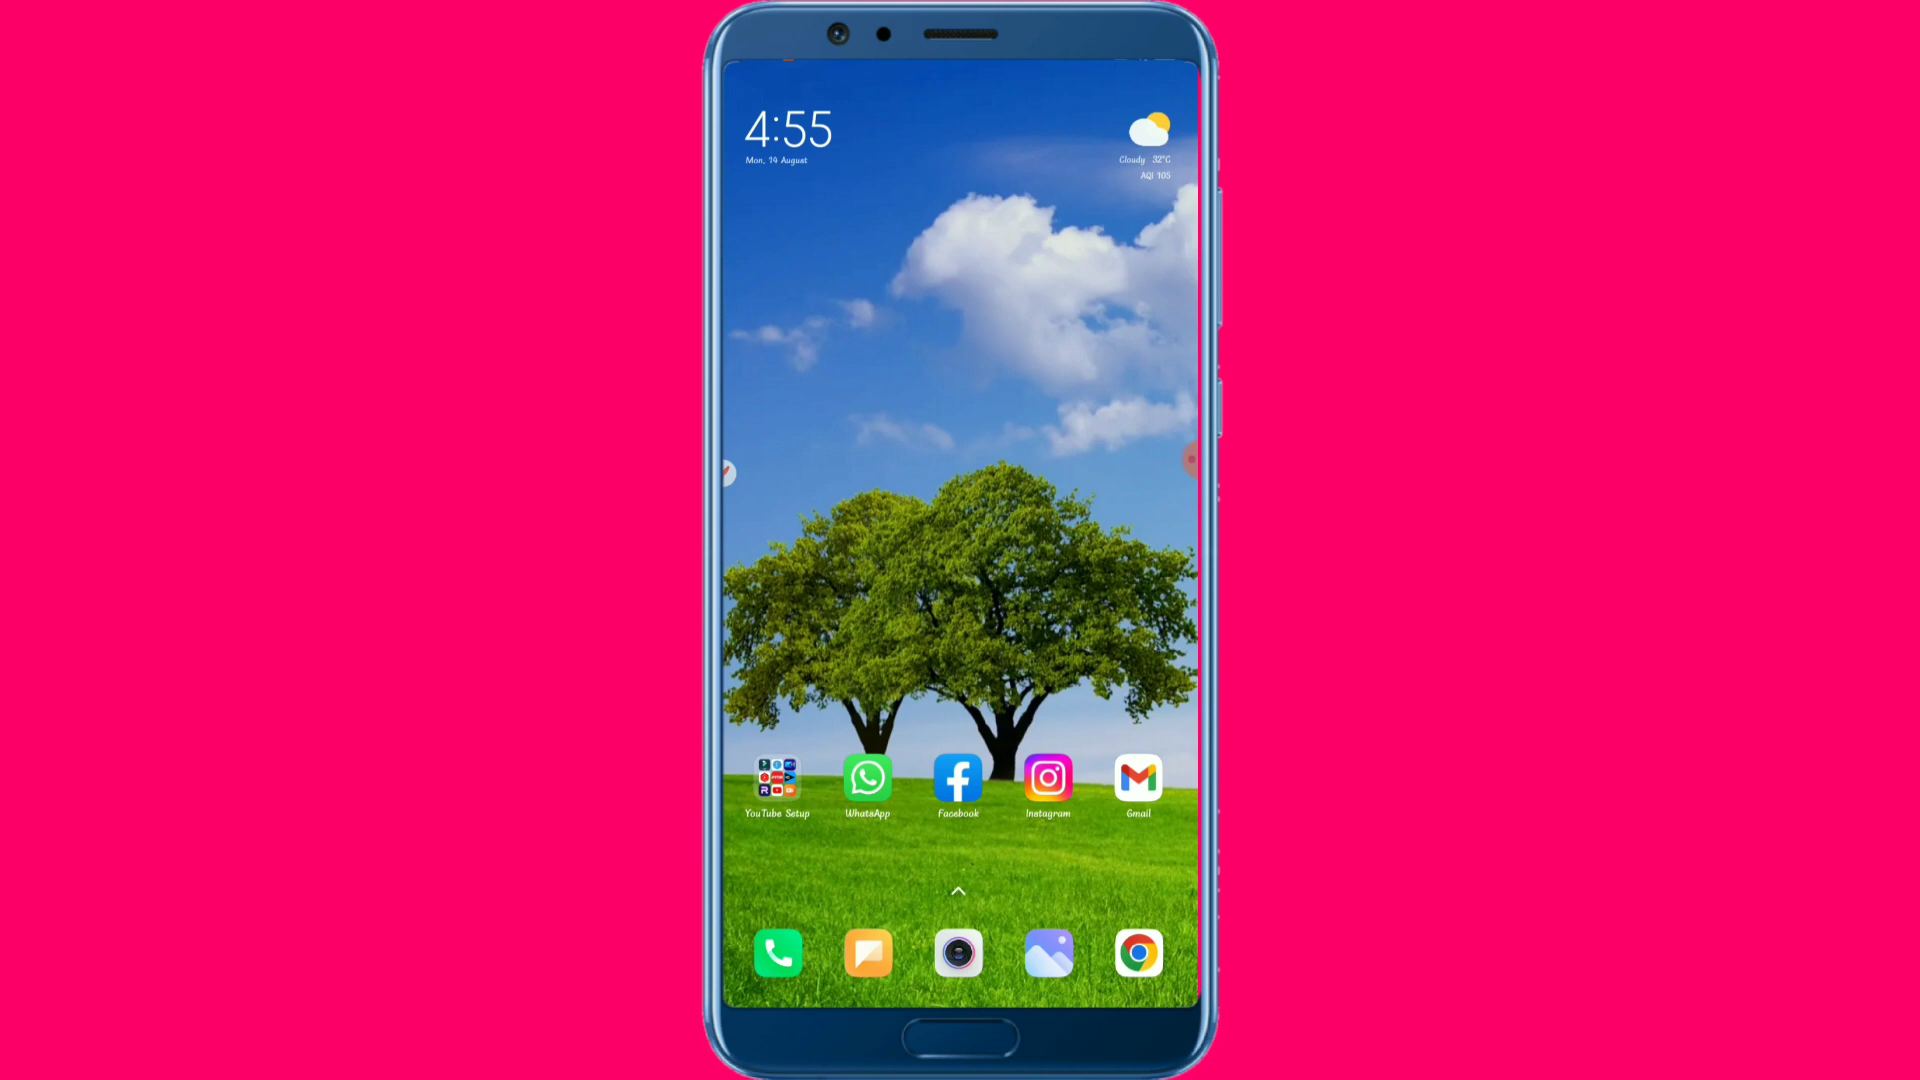 4:55
Mon, 14 August
Cloudy 32°C
AQI 105
YouTube Setup
WhatsApp
Facebook
Instagram
Gmail